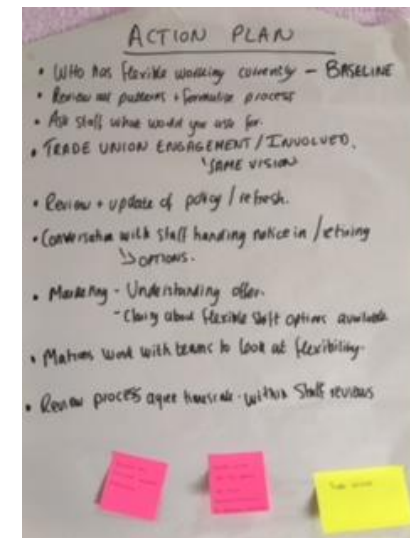 ACTION PLAN
• WHO has flexible working currently – BASELINE
• Review all patterns + formalise process
• Ask staff what would you use for.
• TRADE UNION ENGAGEMENT / INVOLVED.
SAME VISION
• Review + update of policy / refresh.
• Conversation with staff handing notice in / retiring
↳ OPTIONS.
• Marketing - Understanding offer.
- Clarity about flexible shift options available
• Matrons work with teams to look at flexibility.
• Review process agree timescale - within staff reviews